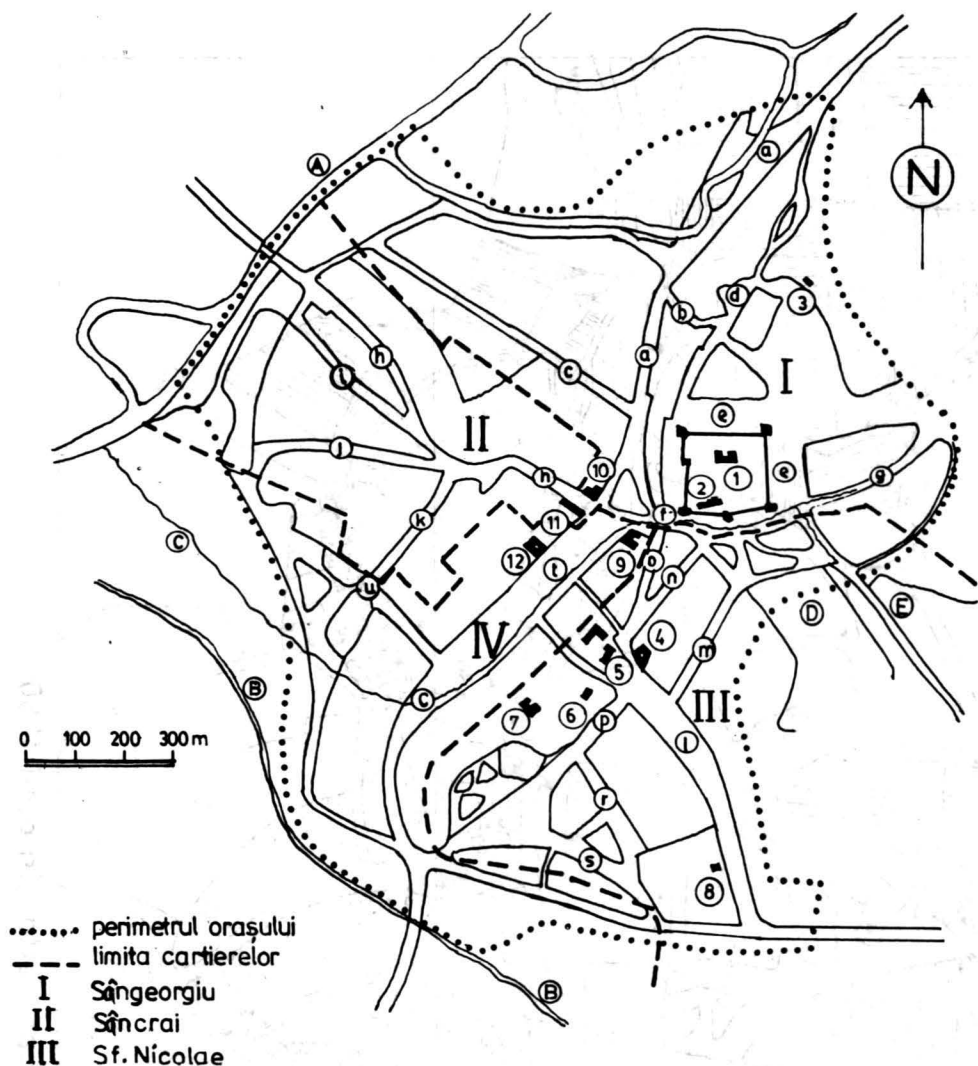 A
a
N
d
3
b
h
a
c
I
i
II
e
j
10
h
2
1
e
g
11
f
k
C
12
t
9
o
n
u
D
E
IV
4
m
5
B
C
7
6
p
III
l
0 100 200 300 m
r
s
8
perimetrul orașului
limita cartierelor
I Sângeorgiu
B
II Sâncrai
III Sf. Nicolae